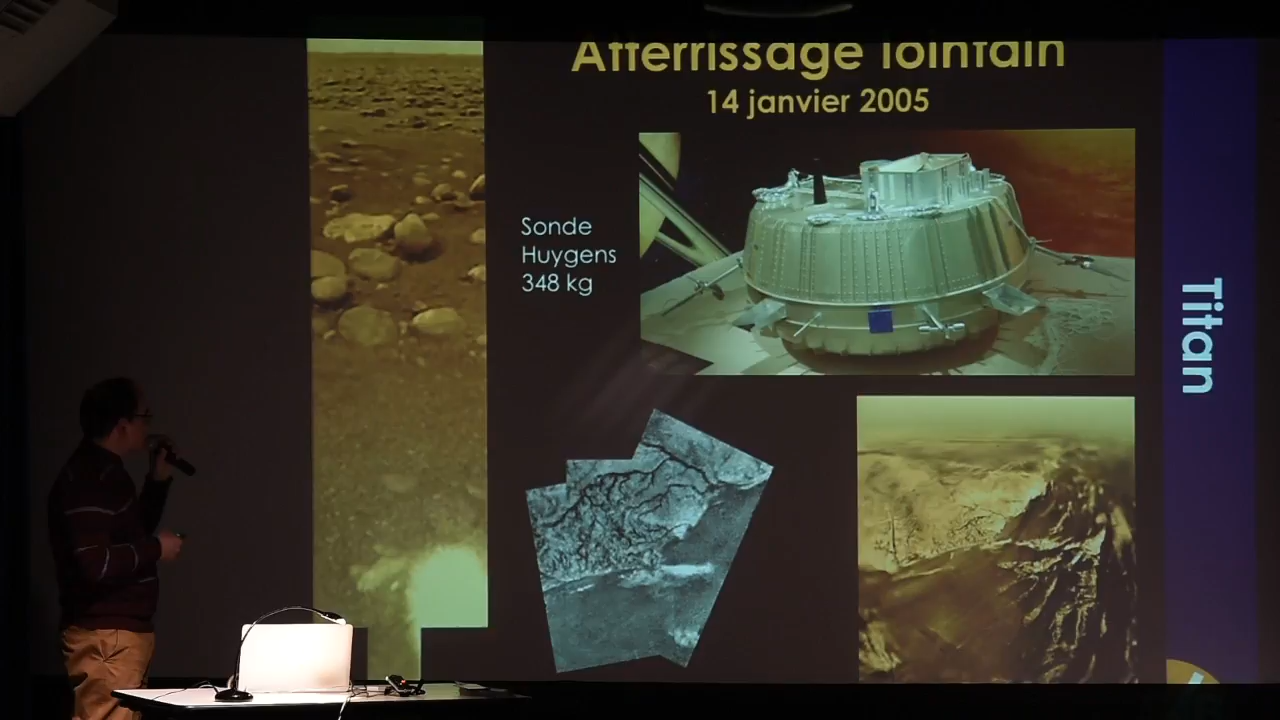 Atterrissage lointain
14 janvier 2005
Sonde
Huygens
348 kg
Titan